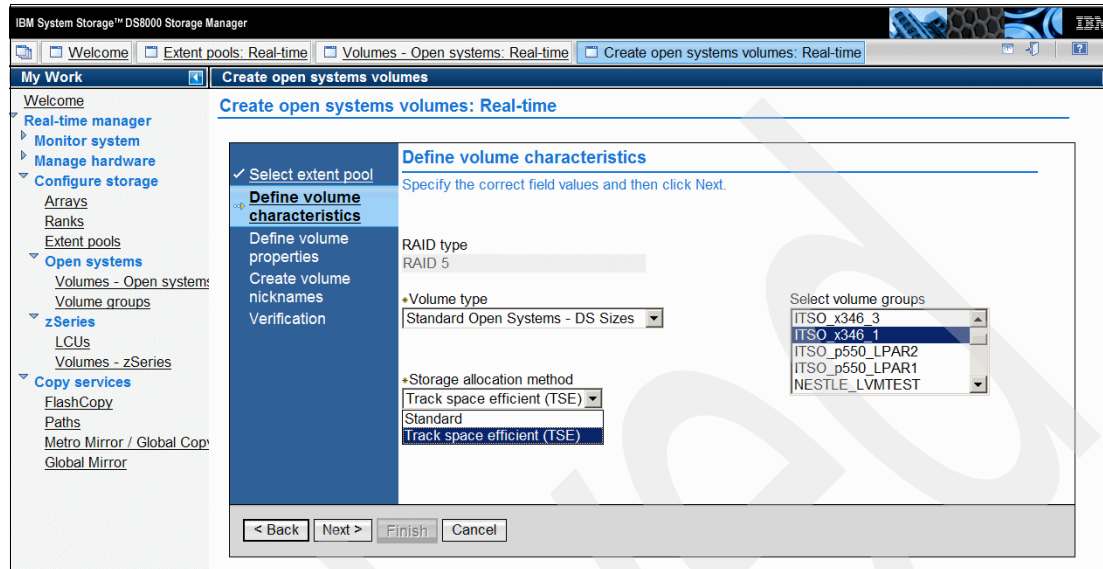 IBM System Storage™ DS8000 Storage Manager
Welcome
Extent pools: Real-time
Volumes - Open systems: Real-time
Create open systems volumes: Real-time
?
My Work
Create open systems volumes
Welcome
Real-time manager
Monitor system
Manage hardware
Configure storage
Arrays
Ranks
Extent pools
Open systems
Volumes - Open systems
Volume groups
zSeries
LCUs
Volumes - zSeries
Copy services
FlashCopy
Paths
Metro Mirror / Global Copy
Global Mirror
Create open systems volumes: Real-time
Select extent pool
Define volume
characteristics
Define volume
properties
Create volume
nicknames
Verification
Define volume characteristics
Specify the correct field values and then click Next.
RAID type
RAID 5
Volume type
Standard Open Systems - DS Sizes
Select volume groups
ITSO_x346_3
ITSO_x346_1
ITSO_p550_LPAR2
ITSO_p550_LPAR1
NESTLE_LVMTEST
Storage allocation method
Track space efficient (TSE)
Standard
Track space efficient (TSE)
< Back
Next >
Finish
Cancel